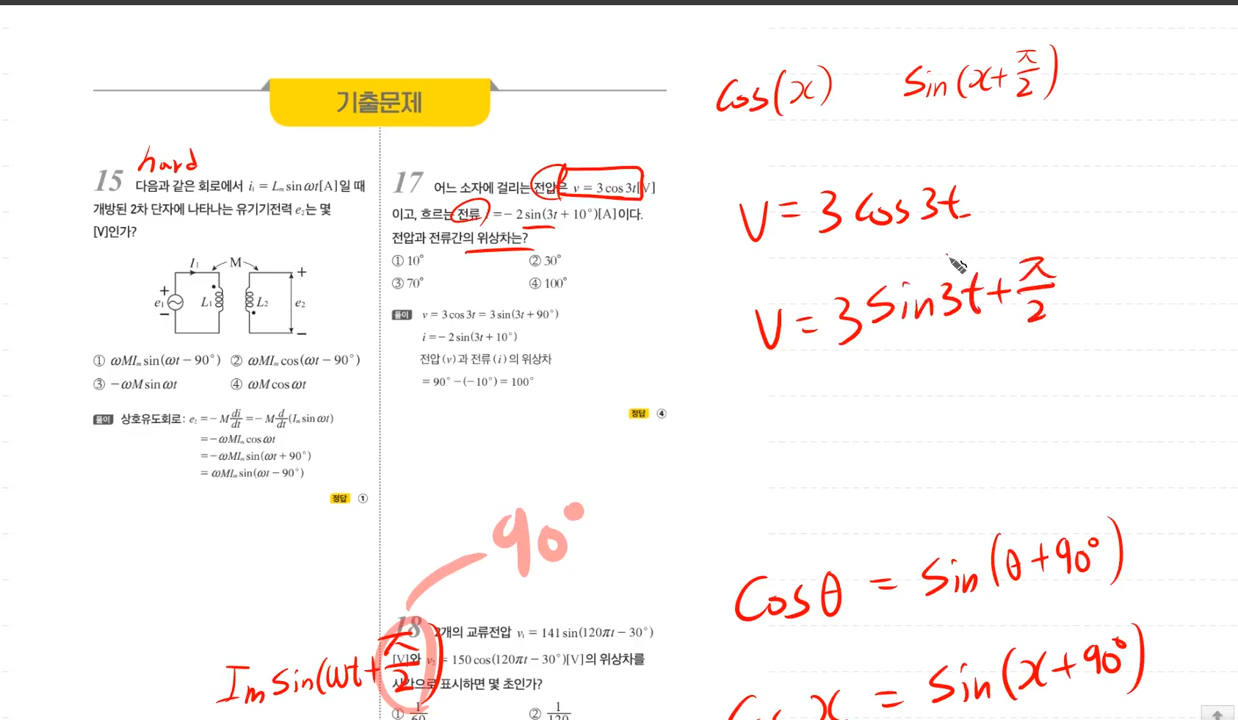 기출문제
hard
15 다음과 같은 회로에서 i₁ = Iₘ sin ωt[A]일 때
개방된 2차 단자에 나타나는 유기기전력 e₂는 몇
[V]인가?
I₁ M
+ +
e₁ L₁ L₂ e₂
− −
① ωMIₘ sin(ωt − 90°) ② ωMIₘ cos(ωt − 90°)
③ −ωM sin ωt ④ ωM cos ωt
풀이 상호유도회로: e₂ = −M di/dt = −M d/dt (Iₘ sin ωt)
= −ωMIₘ cos ωt
= −ωMIₘ sin(ωt + 90°)
= ωMIₘ sin(ωt − 90°)
정답 ①
17 어느 소자에 걸리는 전압은 v = 3 cos 3t[V]
이고, 흐르는 전류 = −2 sin(3t + 10°)[A]이다.
전압과 전류간의 위상차는?
① 10° ② 30°
③ 70° ④ 100°
풀이 v = 3 cos 3t = 3 sin(3t + 90°)
i = −2 sin(3t + 10°)
전압(v)과 전류(i)의 위상차
= 90° − (−10°) = 100°
정답 ④
90°
18 2개의 교류전압 v₁ = 141 sin(120πt − 30°)
[V]와 v₂ = 150 cos(120πt − 30°)[V]의 위상차를
시간으로 표시하면 몇 초인가?
① 1/60 ② 1/120
Iₘ sin(ωt + π/2)
cos(x) sin(x + π/2)
V = 3 cos 3t
V = 3 sin 3t + π/2
cosθ = sin(θ + 90°)
cos x = sin(x + 90°)